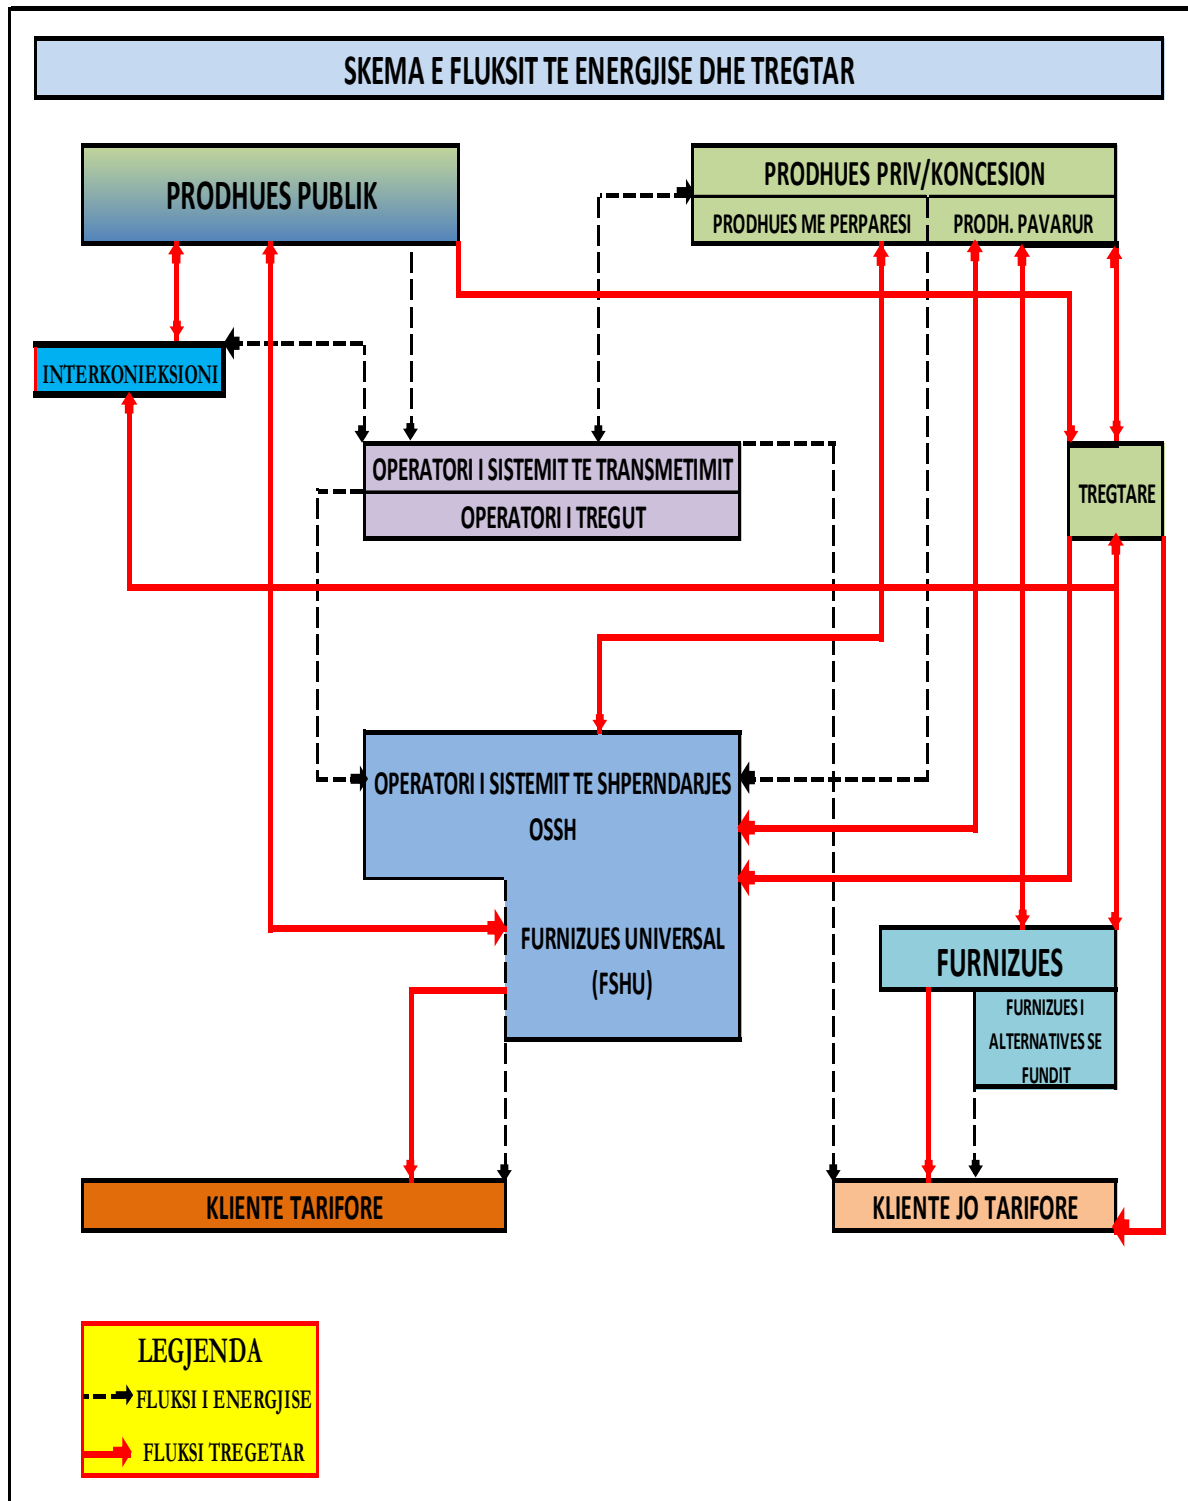 SKEMA E FLUKSIT TE ENERGJISE DHE TREGTAR
PRODHUES PUBLIK
PRODHUES PRIV/KONCESION
PRODHUES ME PERPARESI
PRODH. PAVARUR
INTERKONIEKSIONI
OPERATORI I SISTEMIT TE TRANSMETIMIT
OPERATORI I TREGUT
TREGTARE
OPERATORI I SISTEMIT TE SHPERNDARJES
OSSH
FURNIZUES UNIVERSAL
(FSHU)
FURNIZUES
FURNIZUES I
ALTERNATIVES SE
FUNDIT
KLIENTE TARIFORE
KLIENTE JO TARIFORE
LEGJENDA
FLUKSI I ENERGJISE
FLUKSI TREGETAR